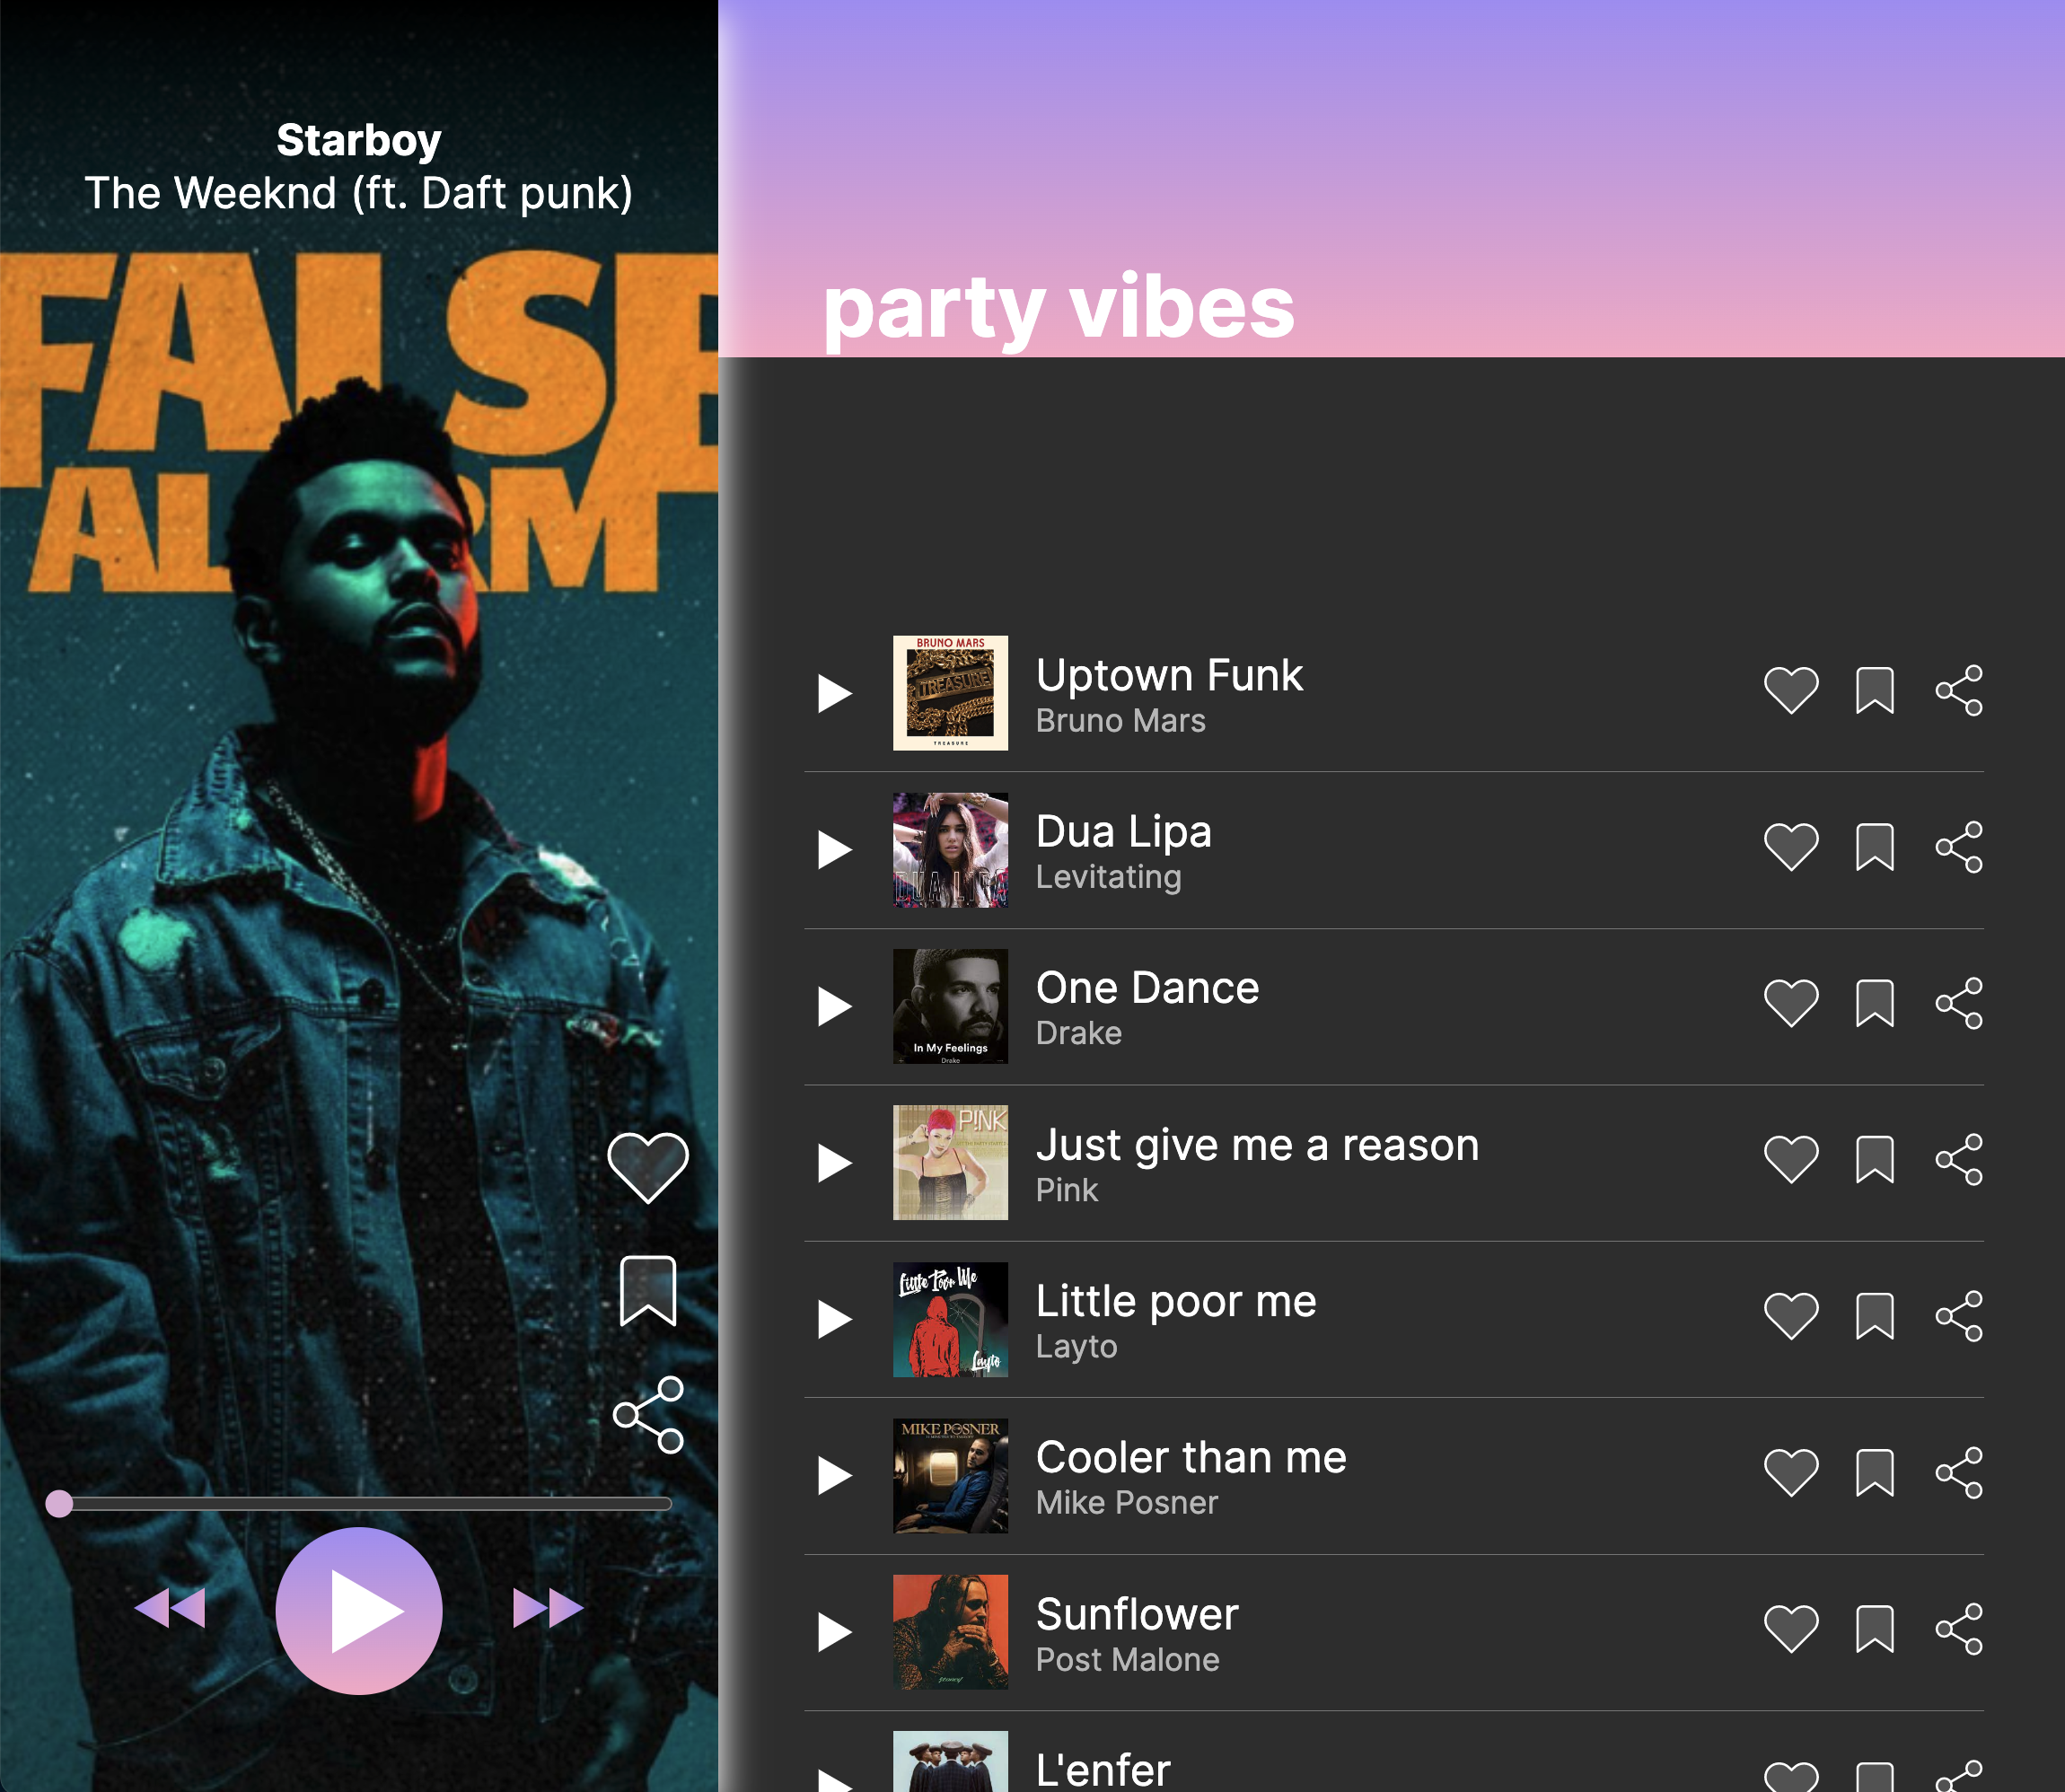 Starboy
The Weeknd (ft. Daft punk)
FALSE
ALARM
party vibes
BRUNO MARS
TREASURE
TREASURE
Uptown Funk
Bruno Mars
DUA LIPA
Dua Lipa
Levitating
In My Feelings
Drake
One Dance
Drake
P!NK
Just give me a reason
Pink
Little Poor Me
Layto
Little poor me
Layto
MIKE POSNER
Cooler than me
Mike Posner
Sunflower
Post Malone
L'enfer